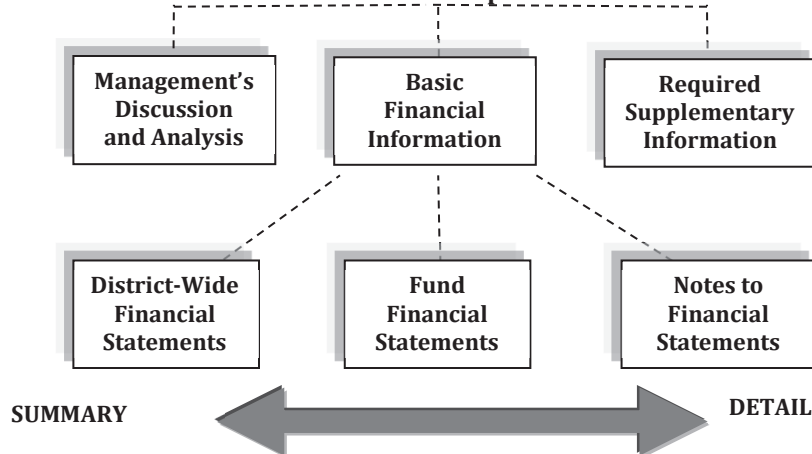 Management's
Discussion
and Analysis
Basic
Financial
Information
Required
Supplementary
Information
District-Wide
Financial
Statements
Fund
Financial
Statements
Notes to
Financial
Statements
SUMMARY
DETAIL